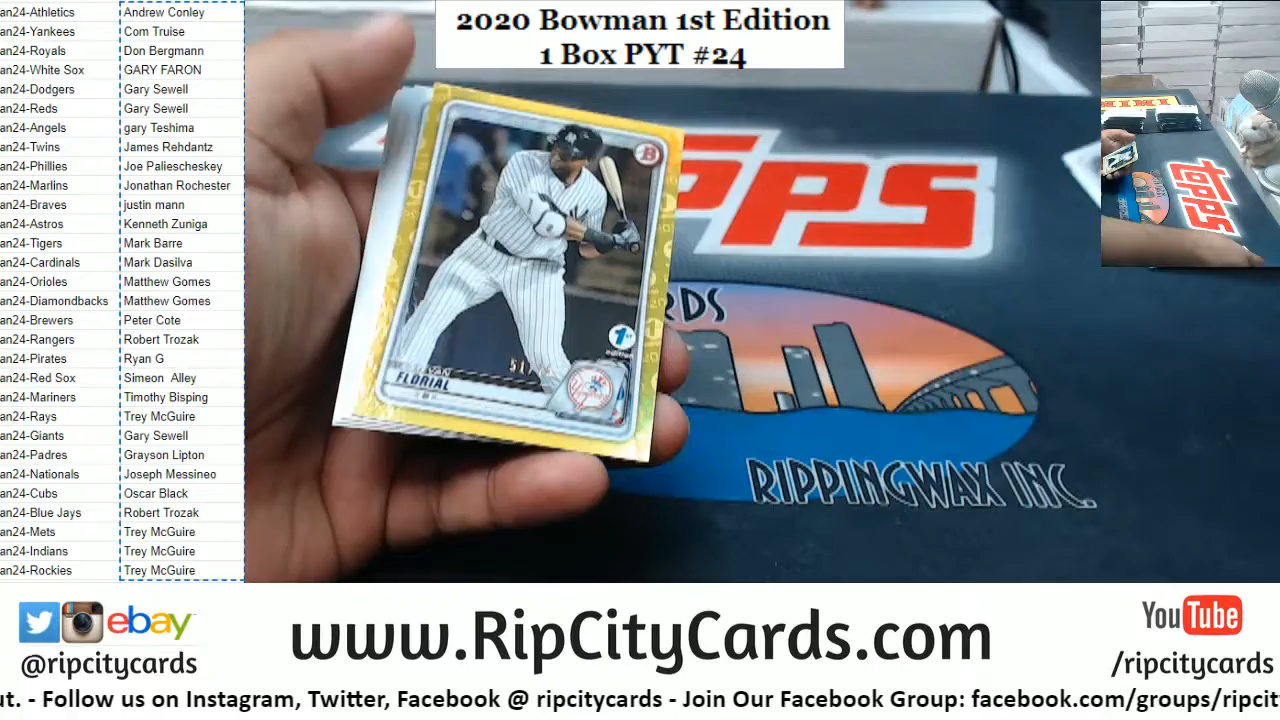 an24-Athletics Andrew Conley
an24-Yankees Com Truise
an24-Royals Don Bergmann
an24-White Sox GARY FARON
an24-Dodgers Gary Sewell
an24-Reds Gary Sewell
an24-Angels gary Teshima
an24-Twins James Rehdantz
an24-Phillies Joe Paliescheskey
an24-Marlins Jonathan Rochester
an24-Braves justin mann
an24-Astros Kenneth Zuniga
an24-Tigers Mark Barre
an24-Cardinals Mark Dasilva
an24-Orioles Matthew Gomes
an24-Diamondbacks Matthew Gomes
an24-Brewers Peter Cote
an24-Rangers Robert Trozak
an24-Pirates Ryan G
an24-Red Sox Simeon Alley
an24-Mariners Timothy Bisping
an24-Rays Trey McGuire
an24-Giants Gary Sewell
an24-Padres Grayson Lipton
an24-Nationals Joseph Messineo
an24-Cubs Oscar Black
an24-Blue Jays Robert Trozak
an24-Mets Trey McGuire
an24-Indians Trey McGuire
an24-Rockies Trey McGuire
2020 Bowman 1st Edition
1 Box PYT #24
B
1st
edition
FLORIAL
RIPPINGWAX INC.
topps
ebay
@ripcitycards
www.RipCityCards.com
YouTube
/ripcitycards
ut. - Follow us on Instagram, Twitter, Facebook @ ripcitycards - Join Our Facebook Group: facebook.com/groups/ripcit